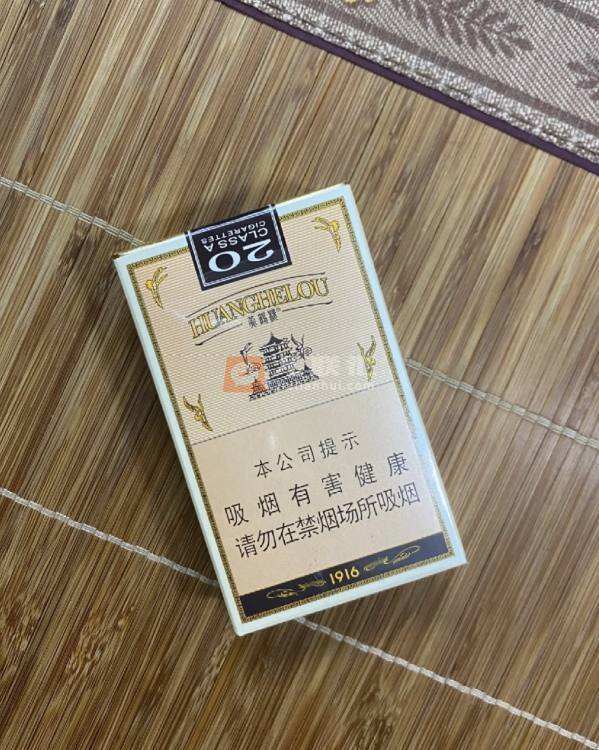 20
CLASS A
CIGARETTES
HUANGHELOU
黄鹤楼
本公司提示
吸烟有害健康
请勿在禁烟场所吸烟
1916